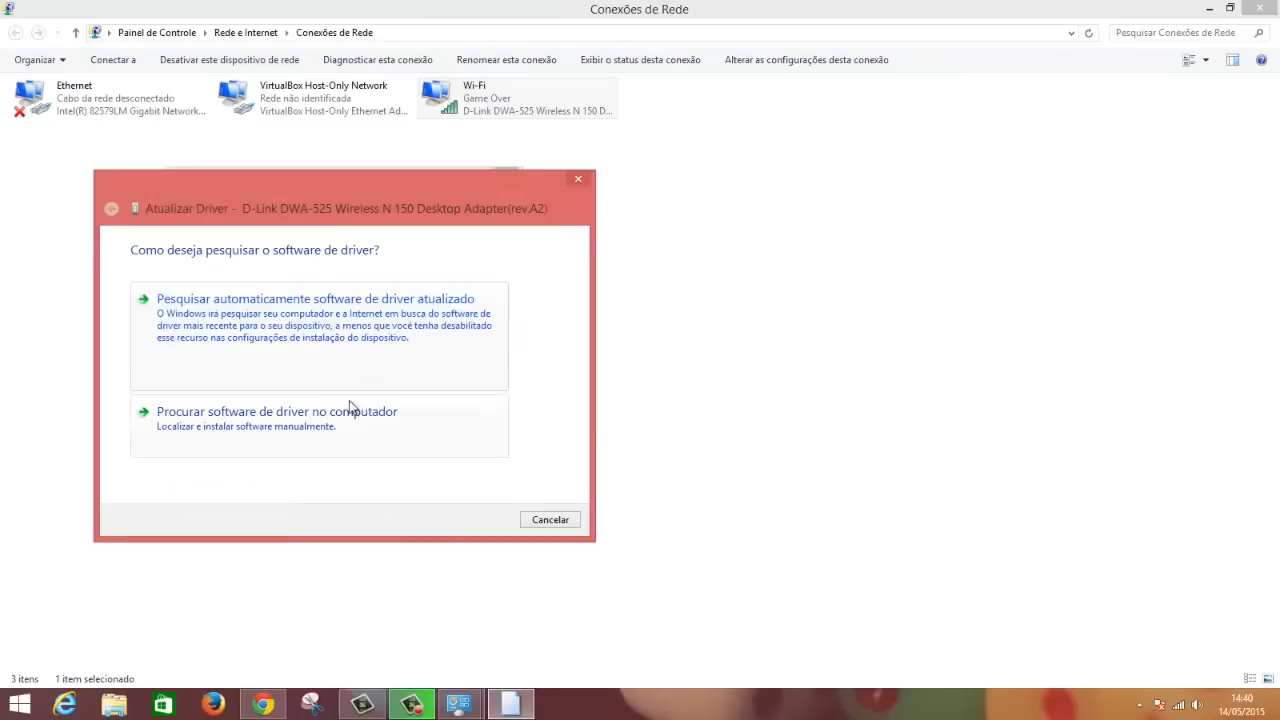 Conexões de Rede
Painel de Controle
Rede e Internet
Conexões de Rede
Pesquisar Conexões de Rede
Organizar
Conectar a
Desativar este dispositivo de rede
Diagnosticar esta conexão
Renomear esta conexão
Exibir o status desta conexão
Alterar as configurações desta conexão
Ethernet
Cabo da rede desconectado
Intel(R) 82579LM Gigabit Network...
VirtualBox Host-Only Network
Rede não identificada
VirtualBox Host-Only Ethernet Ad...
Wi-Fi
Game Over
D-Link DWA-525 Wireless N 150 D...
Atualizar Driver - D-Link DWA-525 Wireless N 150 Desktop Adapter(rev.A2)
Como deseja pesquisar o software de driver?
Pesquisar automaticamente software de driver atualizado
O Windows irá pesquisar seu computador e a Internet em busca do software de
driver mais recente para o seu dispositivo, a menos que você tenha desabilitado
esse recurso nas configurações de instalação do dispositivo.
Procurar software de driver no computador
Localizar e instalar software manualmente.
Cancelar
3 itens
1 item selecionado
14:40
14/05/2015